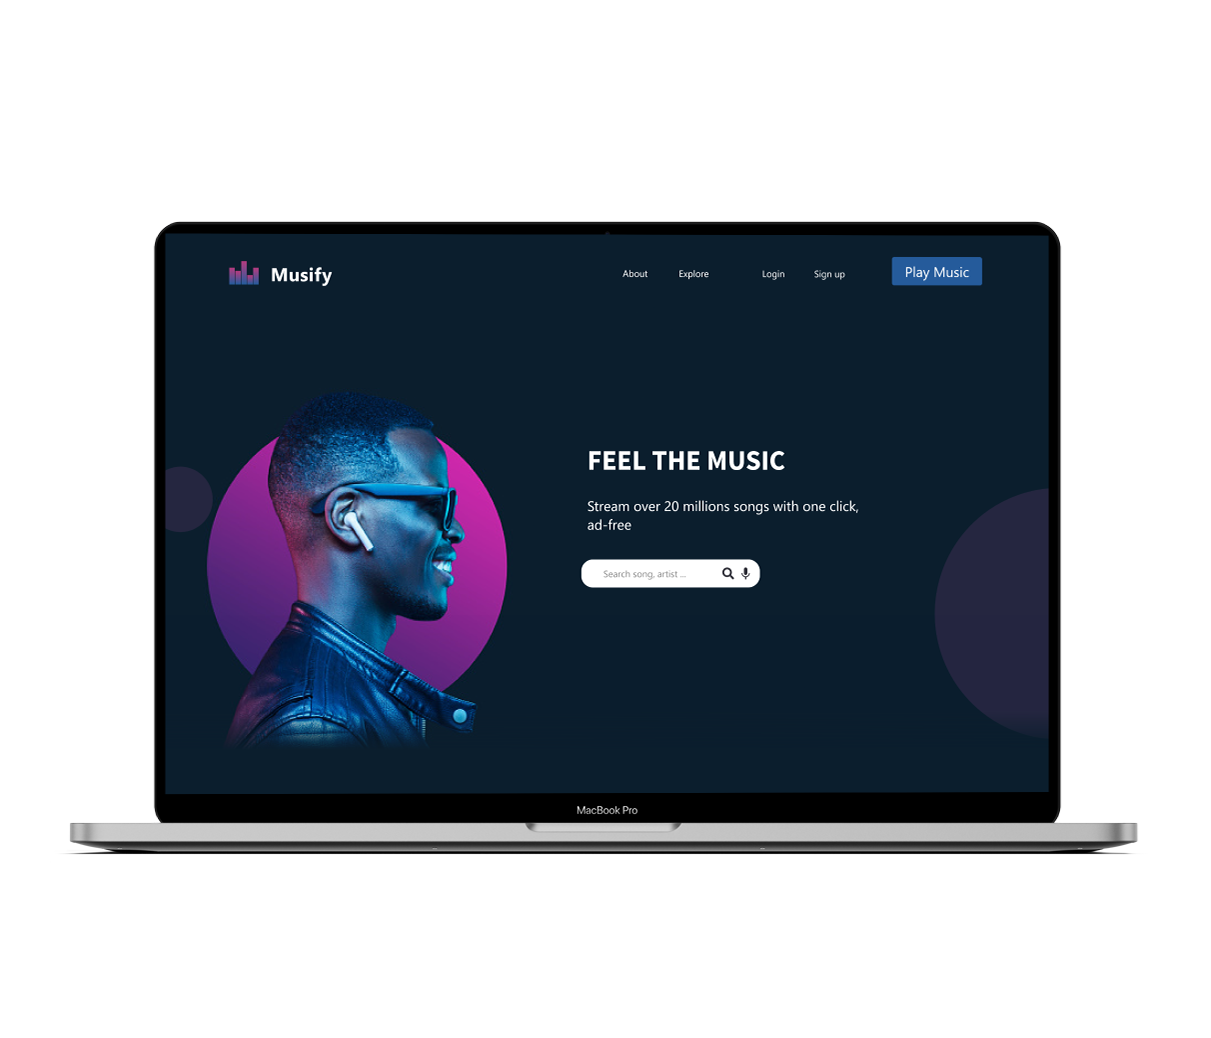 Musify
About Explore Login Sign up Play Music
FEEL THE MUSIC
Stream over 20 millions songs with one click,
ad-free
Search song, artist ...
MacBook Pro